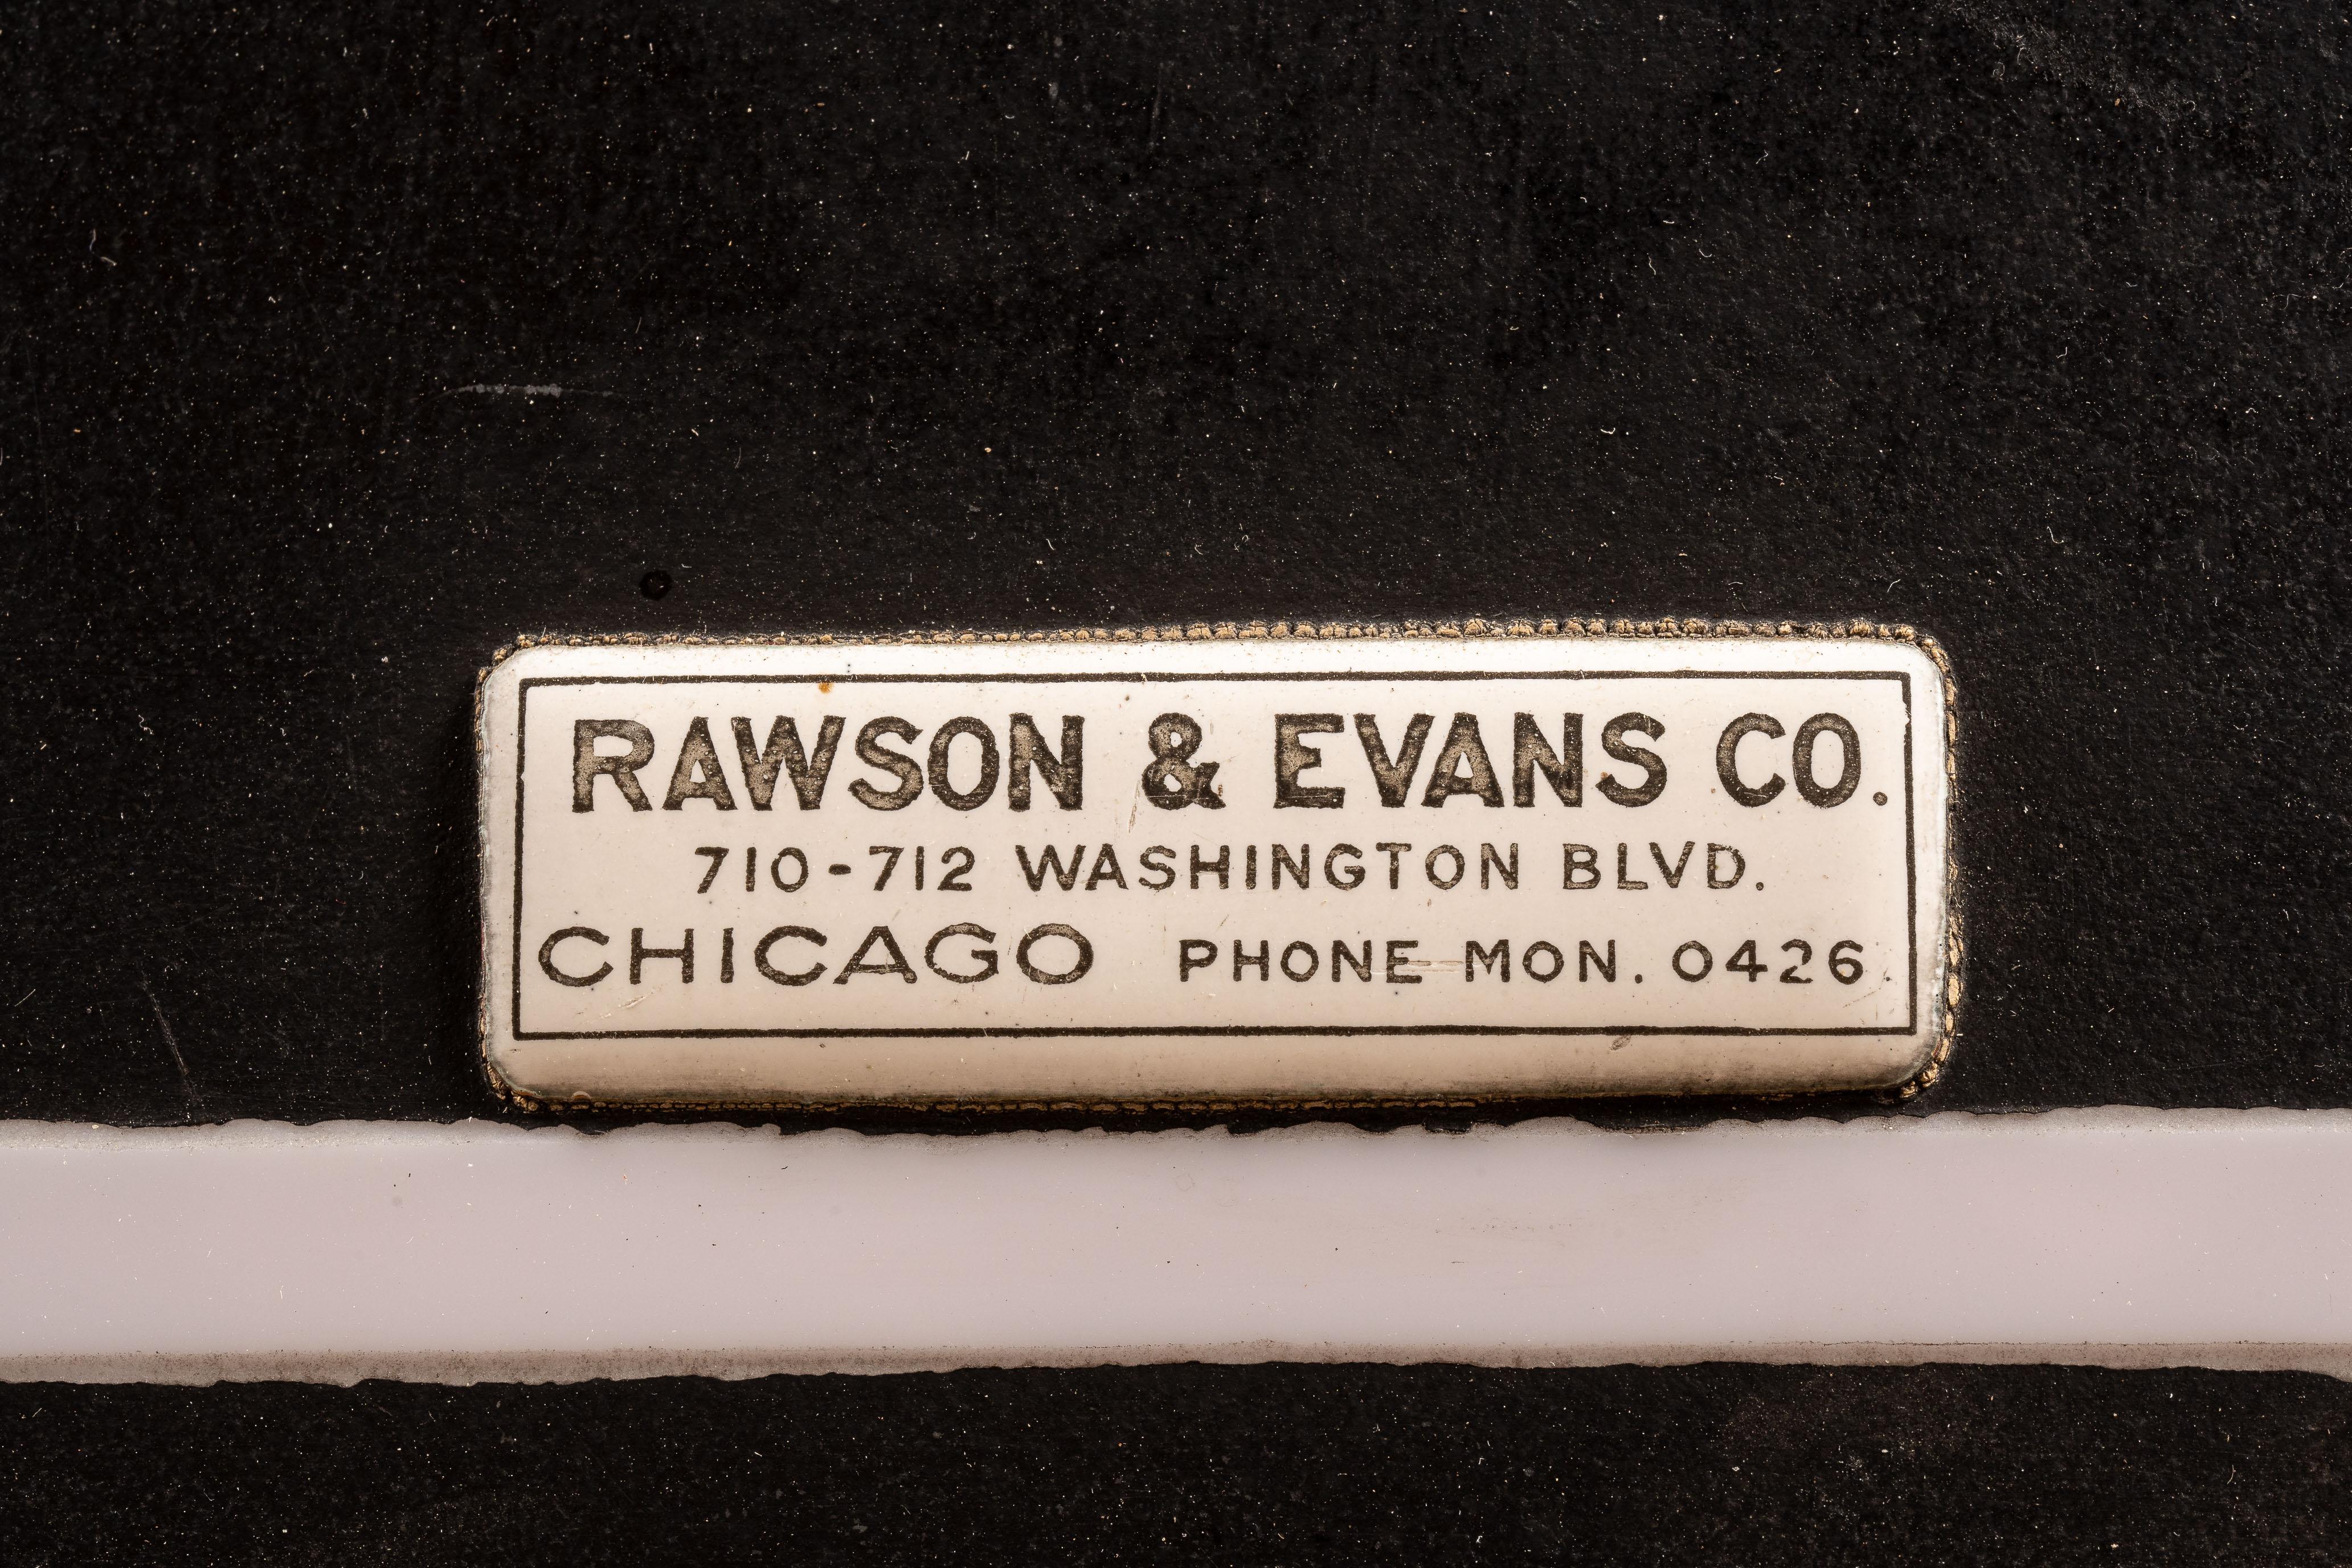 RAWSON & EVANS CO.
710-712 WASHINGTON BLVD.
CHICAGO PHONE MON. 0426